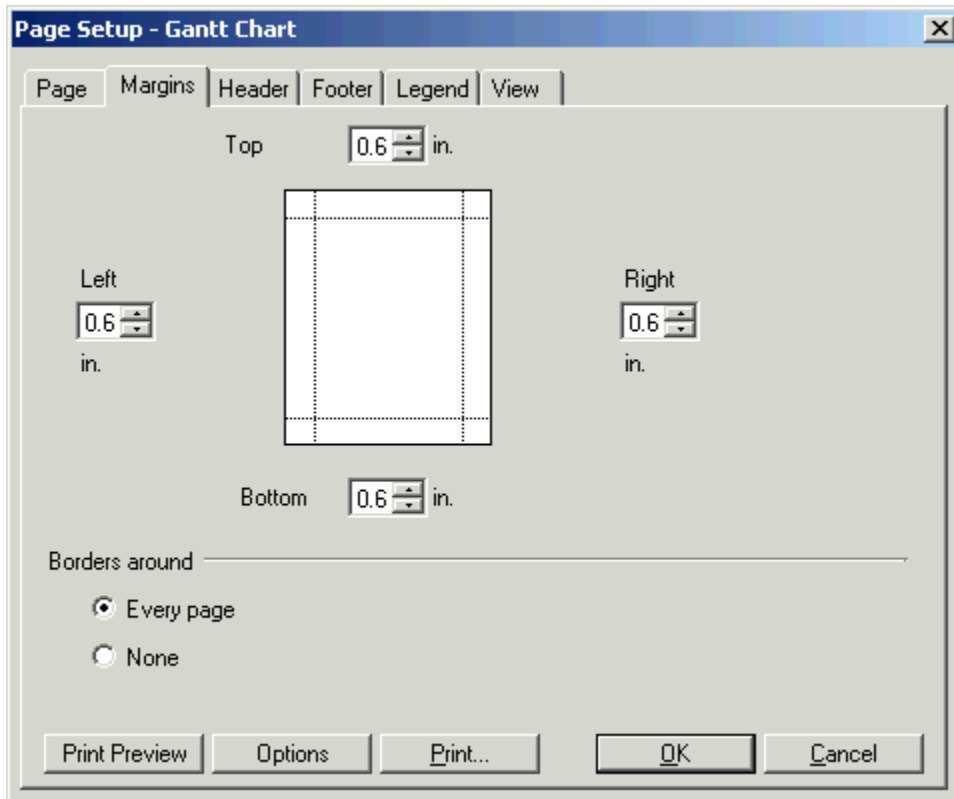 Page Setup - Gantt Chart
Page Margins Header Footer Legend View
Top 0.6 in.
Left
0.6
in.
Right
0.6
in.
Bottom 0.6 in.
Borders around
Every page
None
Print Preview Options Print... OK Cancel